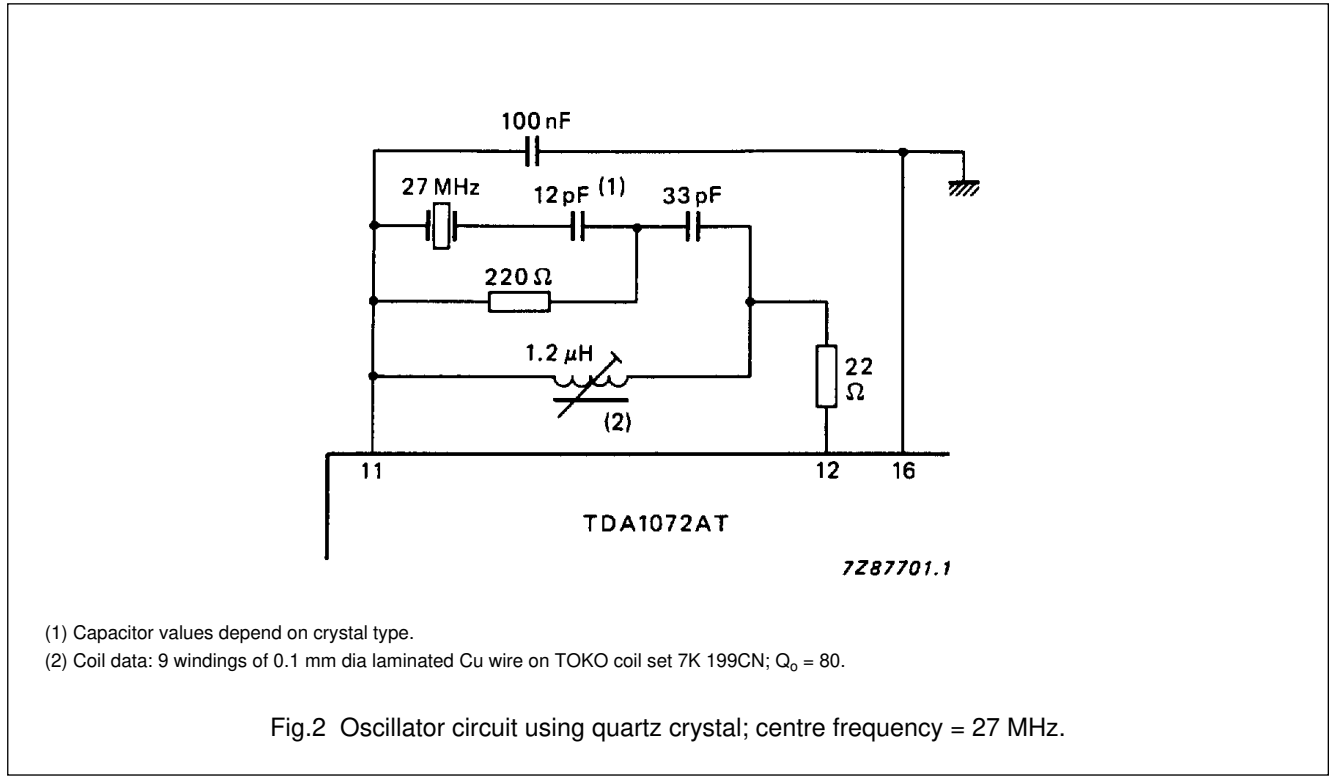 100 nF
27 MHz
12 pF (1)
33 pF
220 Ω
1.2 μH
(2)
22
Ω
11
12
16
TDA1072AT
7Z87701.1
(1) Capacitor values depend on crystal type.
(2) Coil data: 9 windings of 0.1 mm dia laminated Cu wire on TOKO coil set 7K 199CN; Qo = 80.
Fig.2 Oscillator circuit using quartz crystal; centre frequency = 27 MHz.